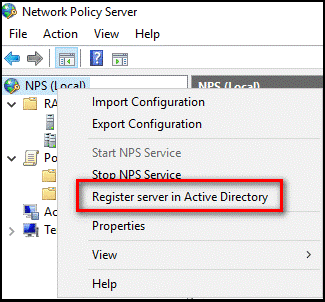 Network Policy Server
File Action View Help
NPS (Local)
NPS (Local)
RA
Import Configuration
Export Configuration
Start NPS Service
Po
Stop NPS Service
Register server in Active Directory
Ac
Properties
Te
View
Help